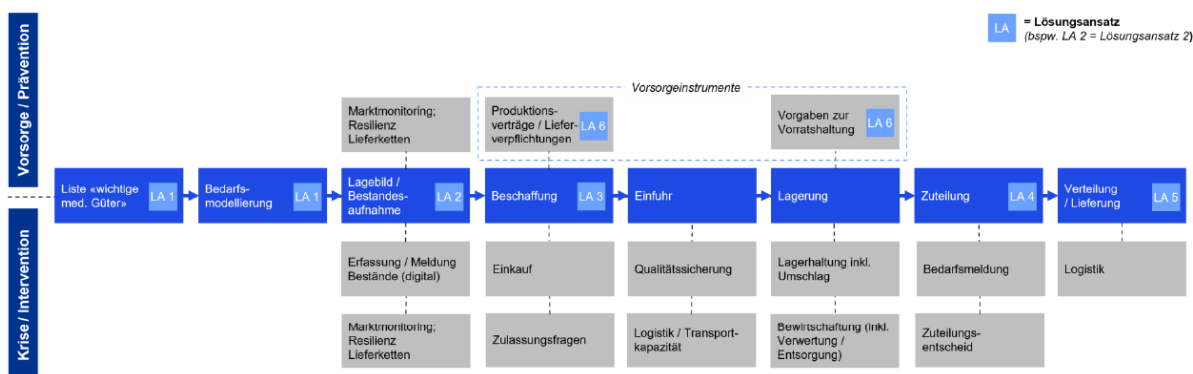 LA
= Lösungsansatz
(bspw. LA 2 = Lösungsansatz 2)
Vorsorge / Prävention
Krise / Intervention
Vorsorgeinstrumente
Marktmonitoring;
Resilienz
Lieferketten
Produktions-
verträge / Liefer-
verpflichtungen
LA 6
Vorgaben zur
Vorratshaltung
LA 6
Liste «wichtige
med. Güter»
LA 1
Bedarfs-
modellierung
LA 1
Lagebild /
Bestandes-
aufnahme
LA 2
Beschaffung
LA 3
Einfuhr
Lagerung
Zuteilung
LA 4
Verteilung
/ Lieferung
LA 5
Erfassung / Meldung
Bestände (digital)
Einkauf
Qualitätssicherung
Lagerhaltung inkl.
Umschlag
Bedarfsmeldung
Logistik
Marktmonitoring;
Resilienz
Lieferketten
Zulassungsfragen
Logistik / Transport-
kapazität
Bewirtschaftung (inkl.
Verwertung /
Entsorgung)
Zuteilungs-
entscheid